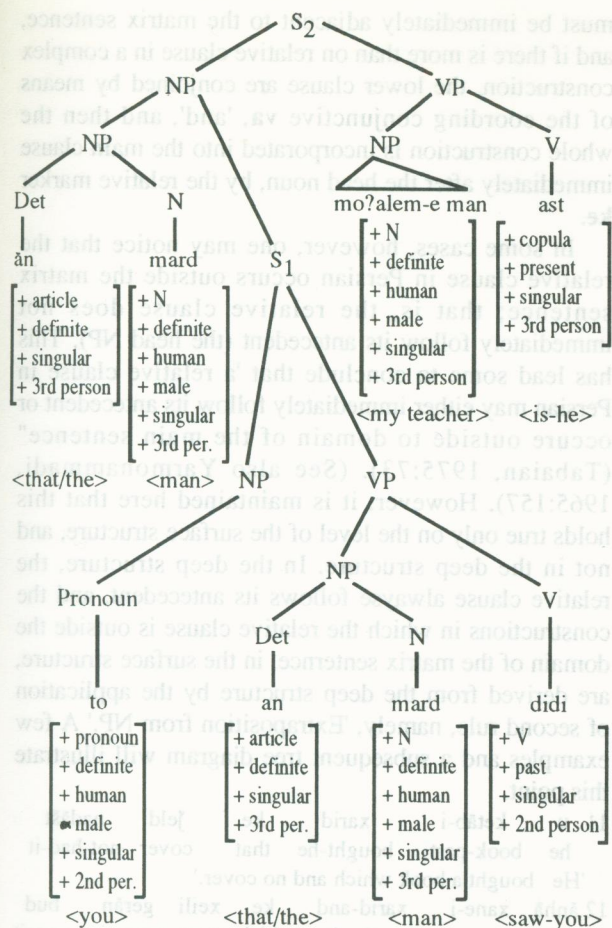 S2
NP VP
NP NP V
Det N S1 mo?alem-e man ast
ān mard
+ article
+ definite
+ singular
+ 3rd person
+ N
+ definite
+ human
+ male
+ singular
+ 3rd per.
+ N
+ definite
+ human
+ male
+ singular
+ 3rd person
+ copula
+ present
+ singular
+ 3rd person
<my teacher> <is-he>
<that/the> <man> NP VP
Pronoun NP V
Det N
to an mard didi
+ pronoun
+ definite
+ human
male
+ singular
+ 2nd per.
+ article
+ definite
+ singular
+ 3rd per.
+ N
+ definite
+ human
+ male
+ singular
+ 3rd per.
+ V
+ past
+ singular
+ 2nd person
<you> <that/the> <man> <saw-you>